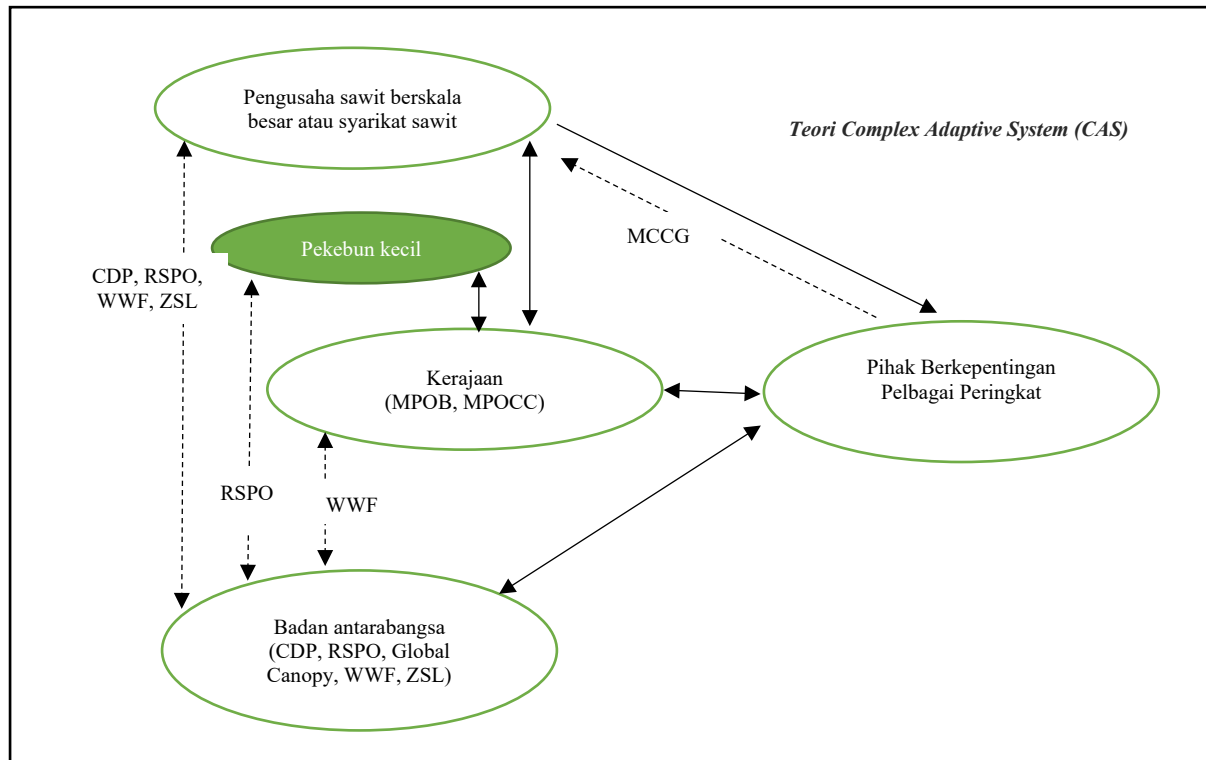 Pengusaha sawit berskala
besar atau syarikat sawit
Teori Complex Adaptive System (CAS)
MCCG
Pekebun kecil
CDP, RSPO,
WWF, ZSL
Kerajaan
(MPOB, MPOCC)
Pihak Berkepentingan
Pelbagai Peringkat
RSPO
WWF
Badan antarabangsa
(CDP, RSPO, Global
Canopy, WWF, ZSL)